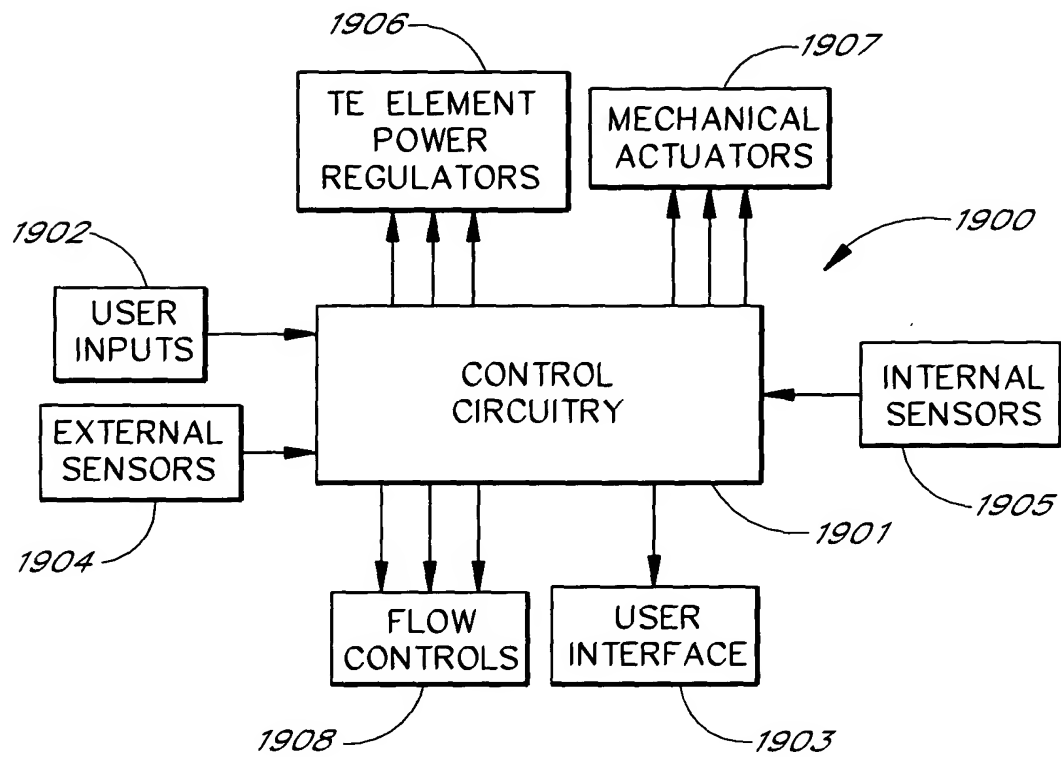 1906
1907
TE ELEMENT
POWER
REGULATORS
MECHANICAL
ACTUATORS
1902
1900
USER
INPUTS
CONTROL
CIRCUITRY
INTERNAL
SENSORS
EXTERNAL
SENSORS
1905
1904
1901
FLOW
CONTROLS
USER
INTERFACE
1908
1903